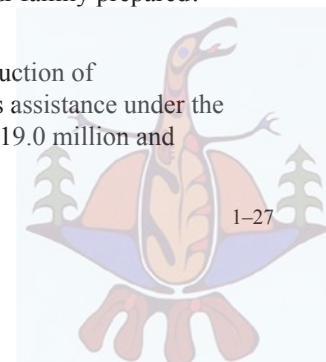 family prepared?
uction of
s assistance under the
19.0 million and
1–27